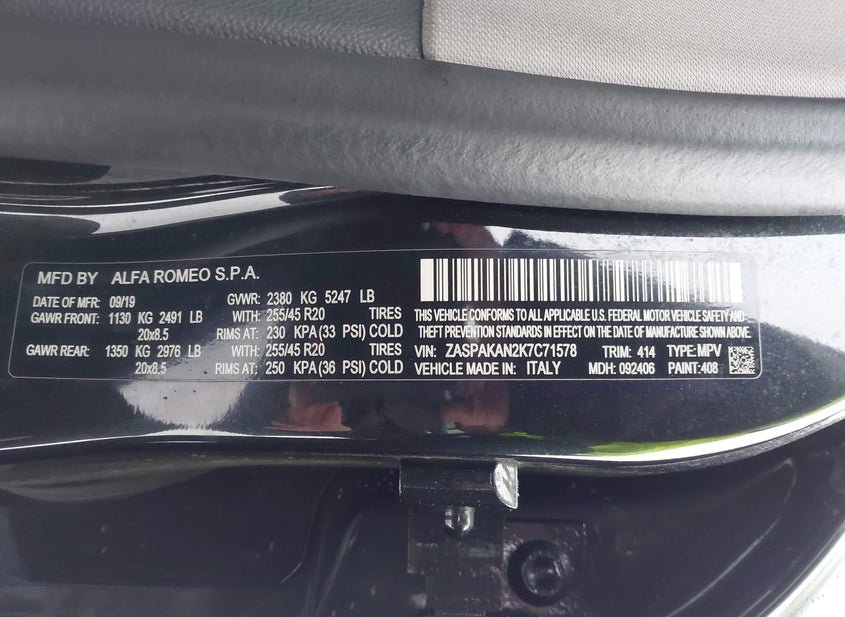 MFD BY ALFA ROMEO S.P.A.
DATE OF MFR: 09/19 GVWR: 2380 KG 5247 LB
GAWR FRONT: 1130 KG 2491 LB WITH: 255/45 R20 TIRES
20x8.5 RIMS AT: 230 KPA (33 PSI) COLD
GAWR REAR: 1350 KG 2976 LB WITH: 255/45 R20 TIRES
20x8.5 RIMS AT: 250 KPA (36 PSI) COLD
THIS VEHICLE CONFORMS TO ALL APPLICABLE U.S. FEDERAL MOTOR VEHICLE SAFETY AND
THEFT PREVENTION STANDARDS IN EFFECT ON THE DATE OF MANUFACTURE SHOWN ABOVE.
VIN: ZASPAKAN2K7C71578 TRIM: 414 TYPE: MPV
VEHICLE MADE IN: ITALY MDH: 092406 PAINT: 408